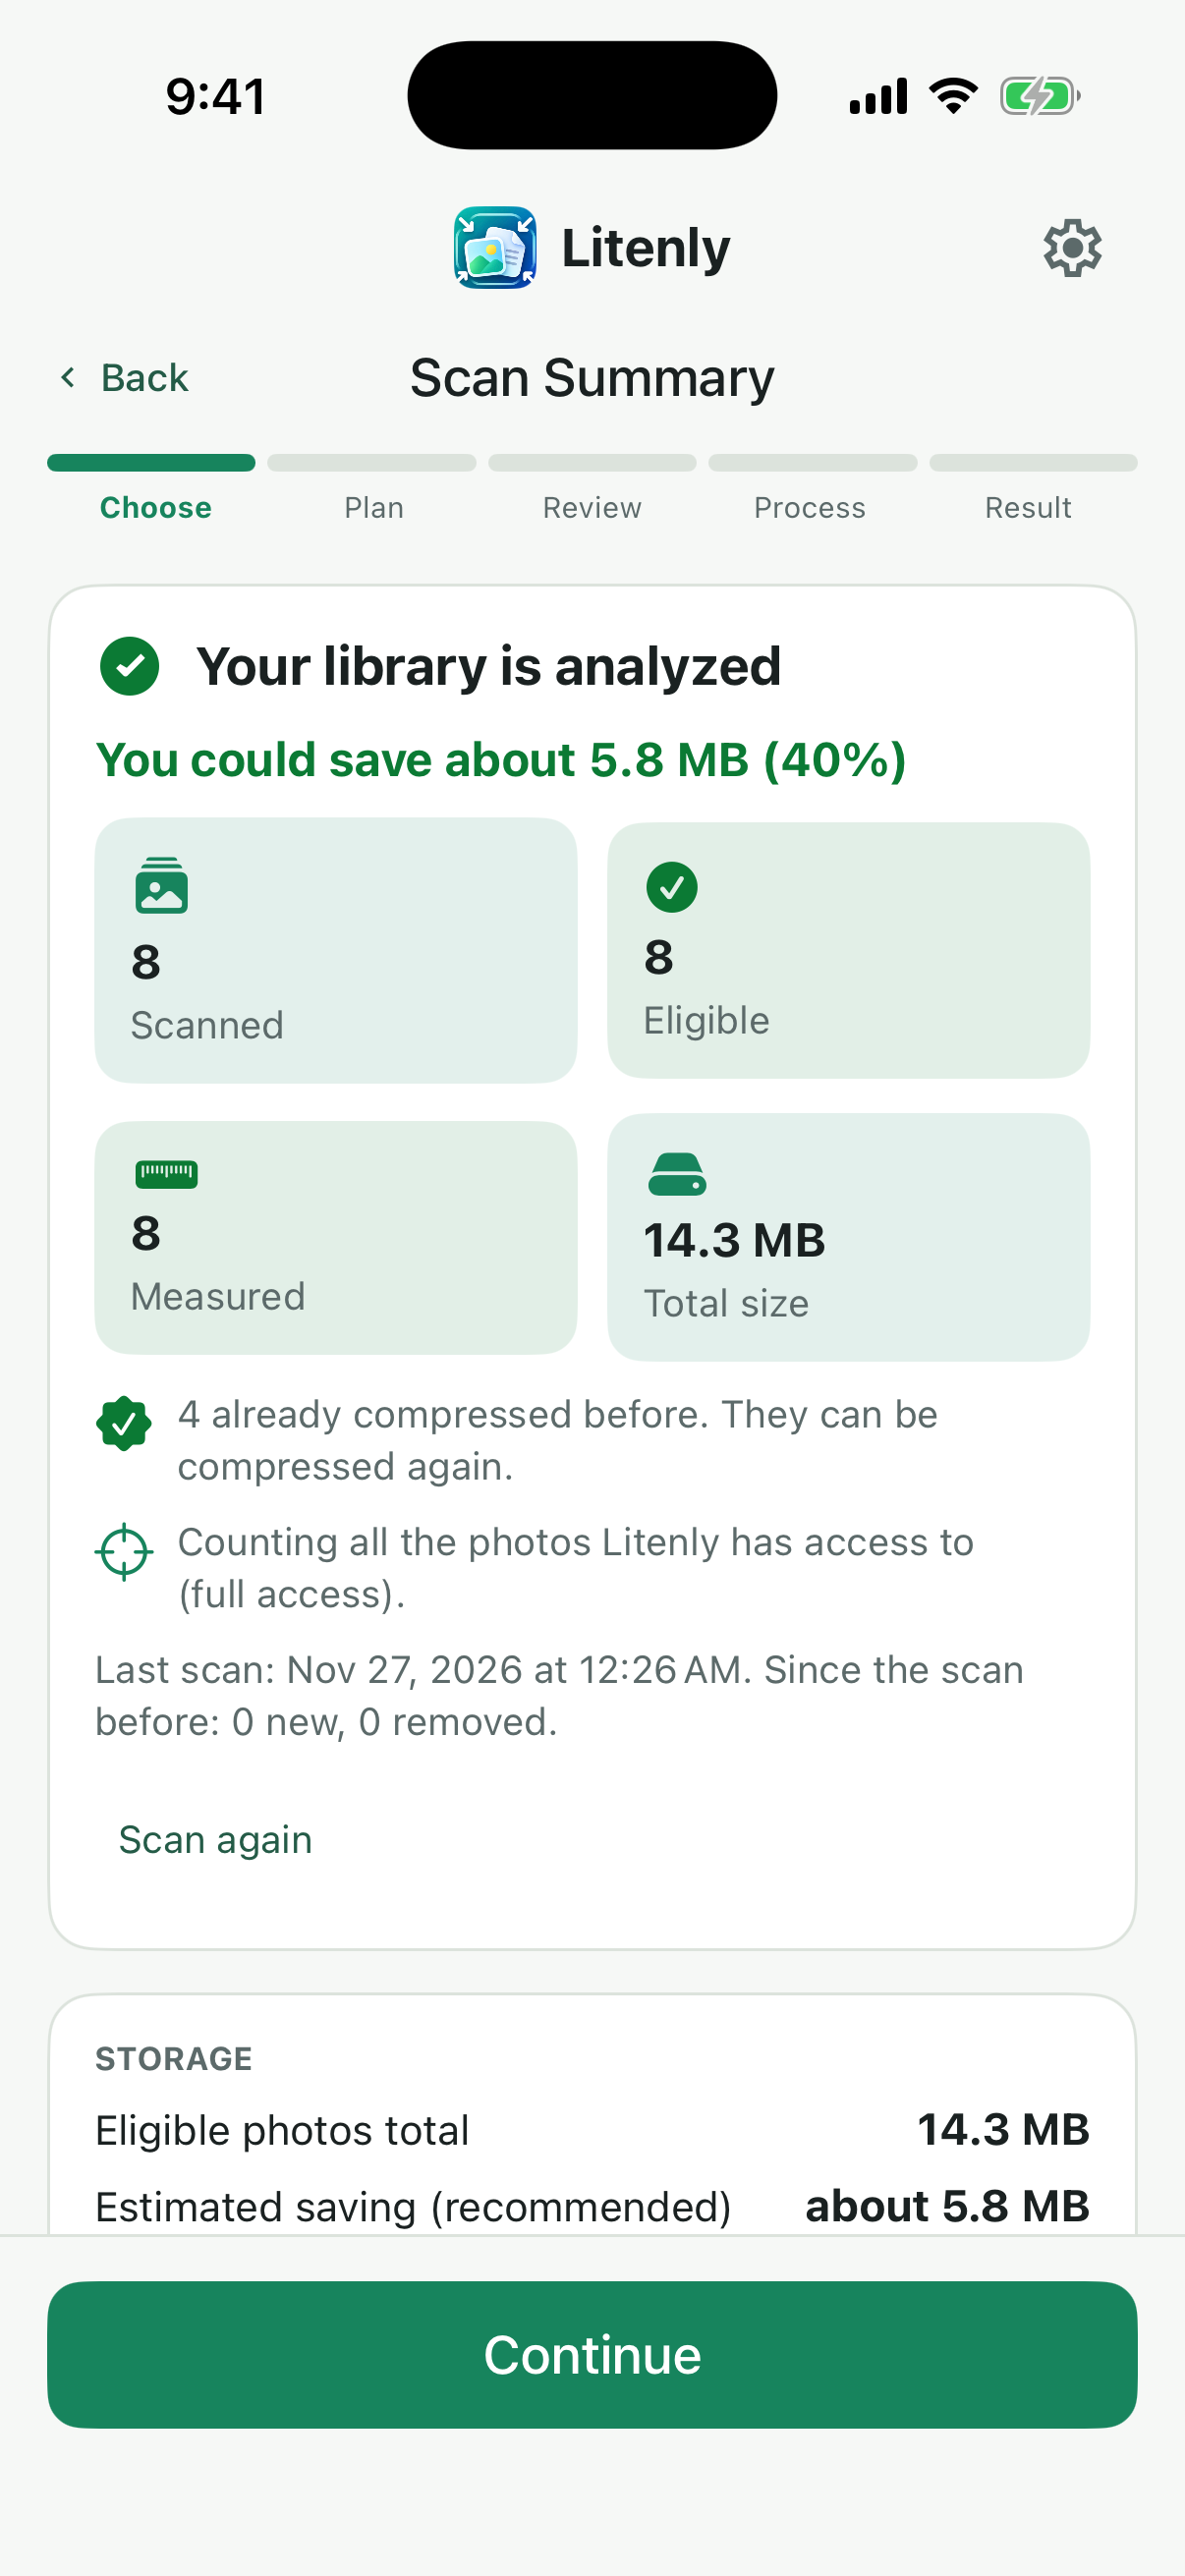 9:41
Litenly
Back
Scan Summary
Choose
Plan
Review
Process
Result
Your library is analyzed
You could save about 5.8 MB (40%)
8
Scanned
8
Eligible
8
Measured
14.3 MB
Total size
4 already compressed before. They can be
compressed again.
Counting all the photos Litenly has access to
(full access).
Last scan: Nov 27, 2026 at 12:26 AM. Since the scan
before: 0 new, 0 removed.
Scan again
STORAGE
Eligible photos total 14.3 MB
Estimated saving (recommended) about 5.8 MB
Continue